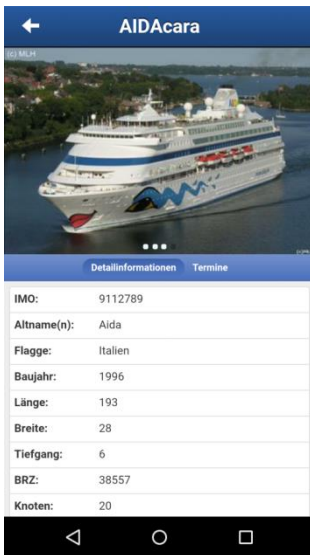 AIDAcara
(c) MLH
Detailinformationen Termine
IMO: 9112789
Altname(n): Aida
Flagge: Italien
Baujahr: 1996
Länge: 193
Breite: 28
Tiefgang: 6
BRZ: 38557
Knoten: 20